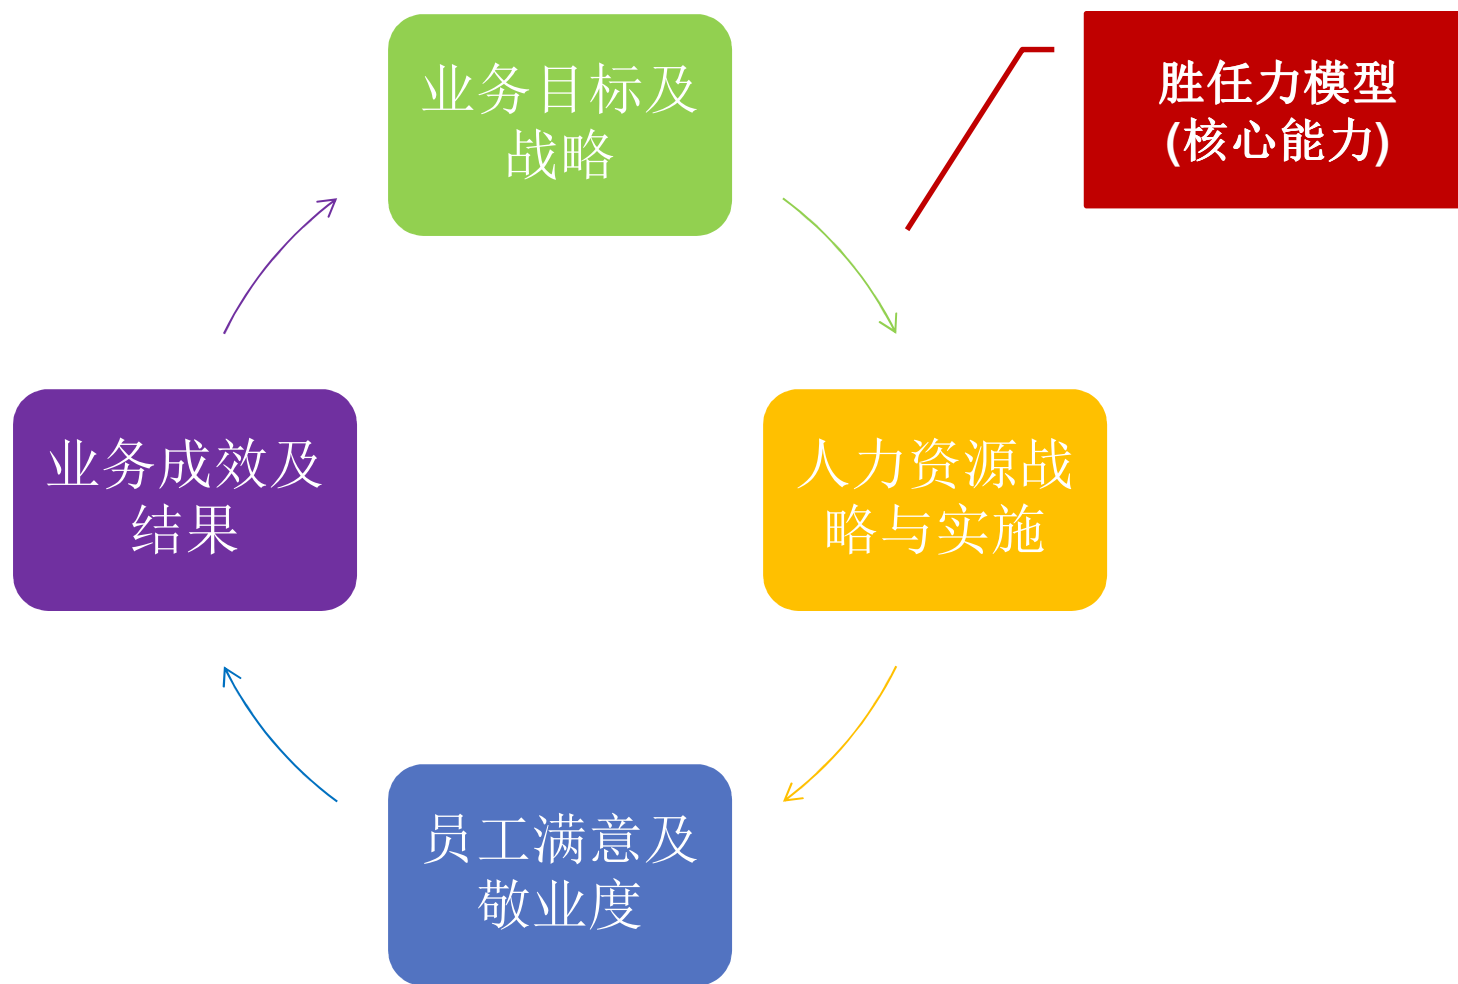 业务目标及
战略
胜任力模型
(核心能力)
业务成效及
结果
人力资源战
略与实施
员工满意及
敬业度